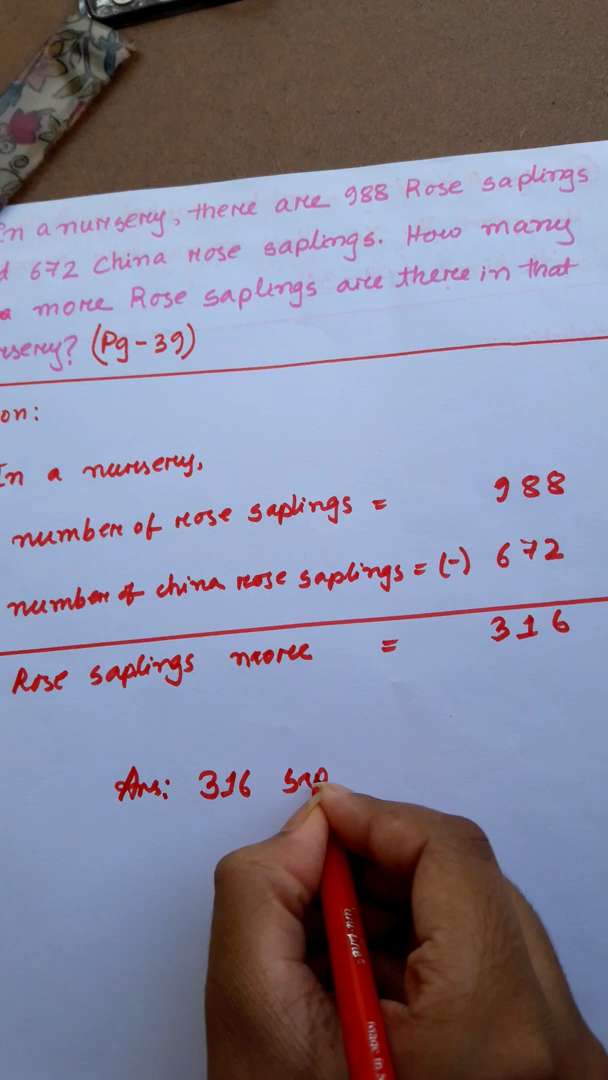 In a nursery, there are 988 Rose saplings
d 672 China rose saplings. How many
more Rose saplings are there in that
rsery? (Pg-39)
on:
In a nursery,
number of rose saplings = 988
number of china rose saplings = (-) 672
Rose saplings more = 316
Ans: 316 sap